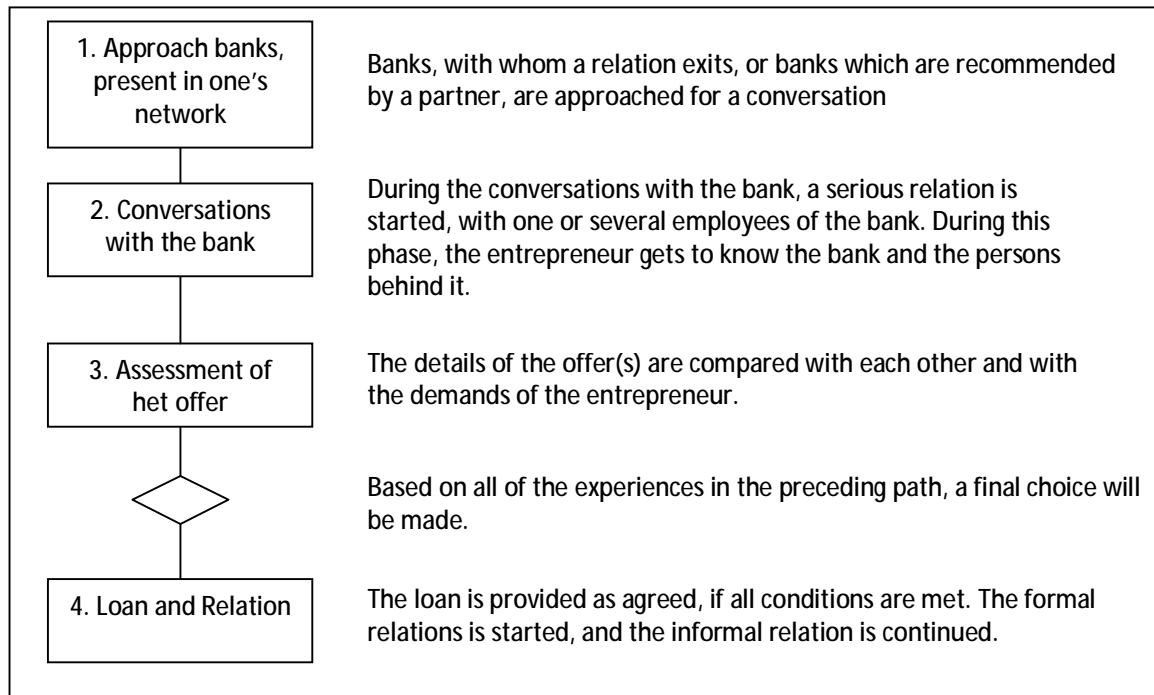 1. Approach banks,
present in one's
network
Banks, with whom a relation exits, or banks which are recommended
by a partner, are approached for a conversation
2. Conversations
with the bank
During the conversations with the bank, a serious relation is
started, with one or several employees of the bank. During this
phase, the entrepreneur gets to know the bank and the persons
behind it.
3. Assessment of
het offer
The details of the offer(s) are compared with each other and with
the demands of the entrepreneur.
Based on all of the experiences in the preceding path, a final choice will
be made.
4. Loan and Relation
The loan is provided as agreed, if all conditions are met. The formal
relations is started, and the informal relation is continued.